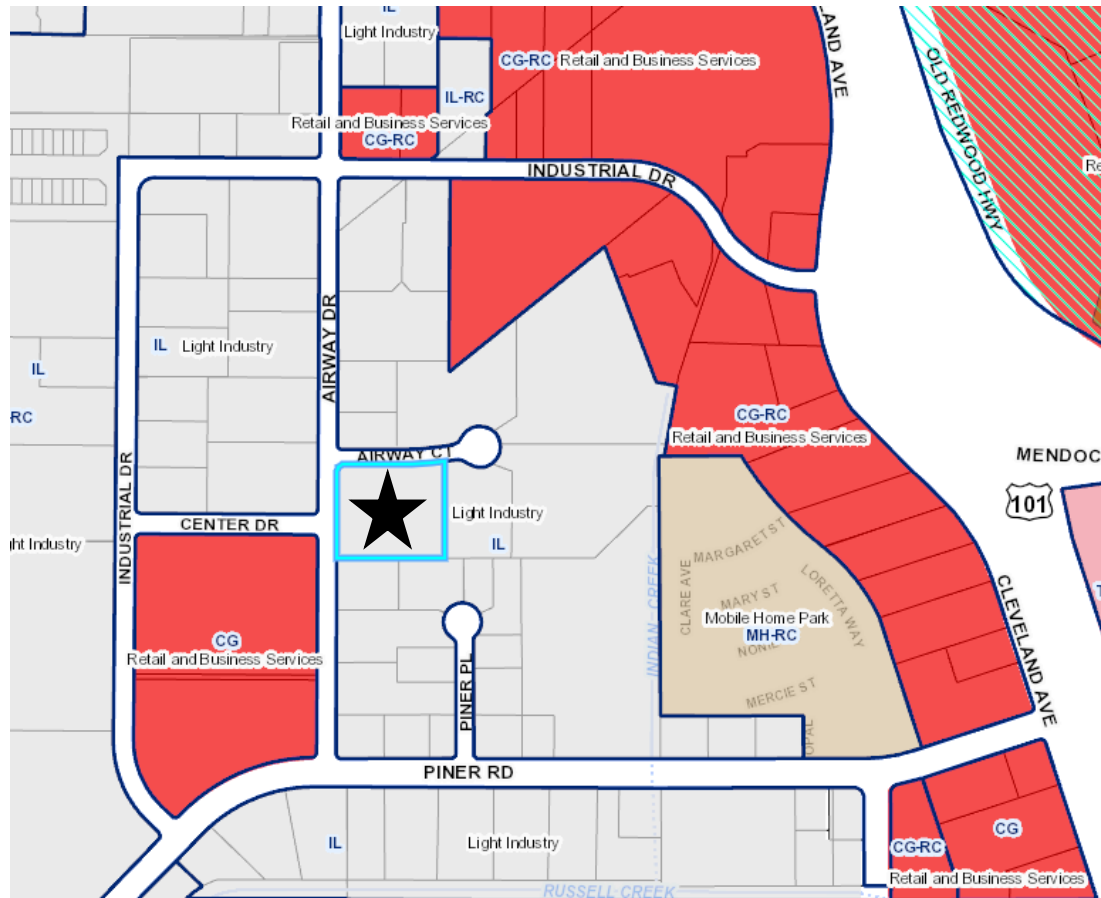 IL
Light Industry
CG-RC Retail and Business Services
LAND AVE
OLD REDWOOD HWY
IL-RC
Retail and Business Services
CG-RC
Re
INDUSTRIAL DR
AIRWAY DR
IL Light Industry
IL
-RC
CG-RC
Retail and Business Services
AIRWAY CT
MENDOC
101
INDUSTRIAL DR
CENTER DR
Light Industry
IL
ght Industry
MARGARET ST
CLARE AVE
LORETTA WAY
MARY ST
INDIAN CREEK
Mobile Home Park
MH-RC
NONIE
CLEVELAND AVE
T
CG
Retail and Business Services
PINER PL
MERCIE ST
OPAL
PINER RD
IL
Light Industry
CG
CG-RC
Retail and Business Services
RUSSELL CREEK